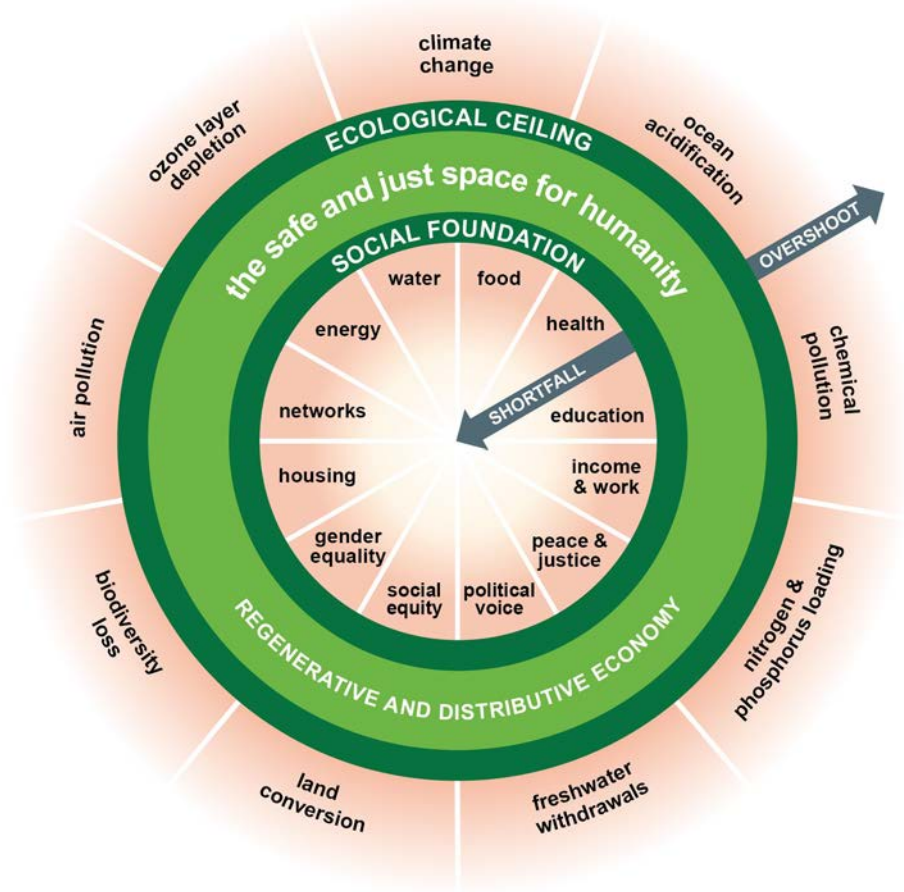 climate
change
ocean
acidification
chemical
pollution
nitrogen &
phosphorus loading
freshwater
withdrawals
land
conversion
biodiversity
loss
air pollution
ozone layer
depletion
ECOLOGICAL CEILING
the safe and just space for humanity
SOCIAL FOUNDATION
OVERSHOOT
SHORTFALL
water
food
health
education
income
& work
peace &
justice
political
voice
social
equity
gender
equality
housing
networks
energy
REGENERATIVE AND DISTRIBUTIVE ECONOMY